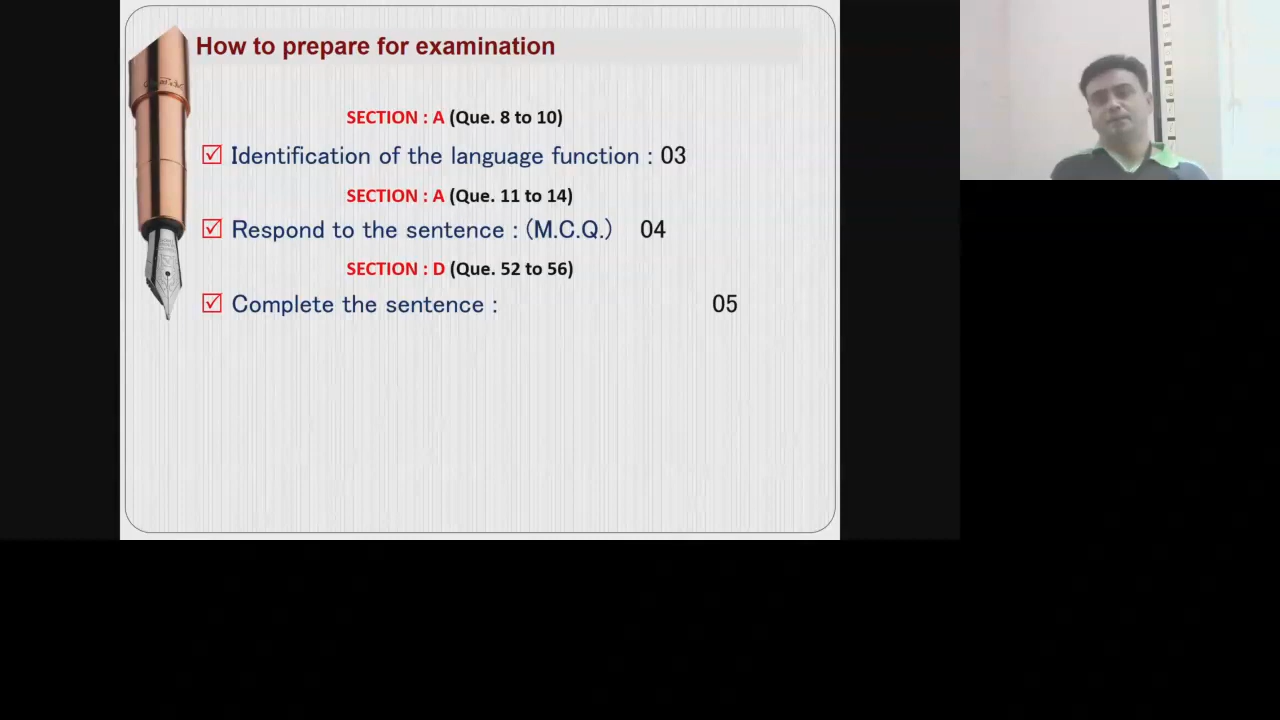 How to prepare for examination
SECTION : A (Que. 8 to 10)
Identification of the language function : 03
SECTION : A (Que. 11 to 14)
Respond to the sentence : (M.C.Q.) 04
SECTION : D (Que. 52 to 56)
Complete the sentence : 05